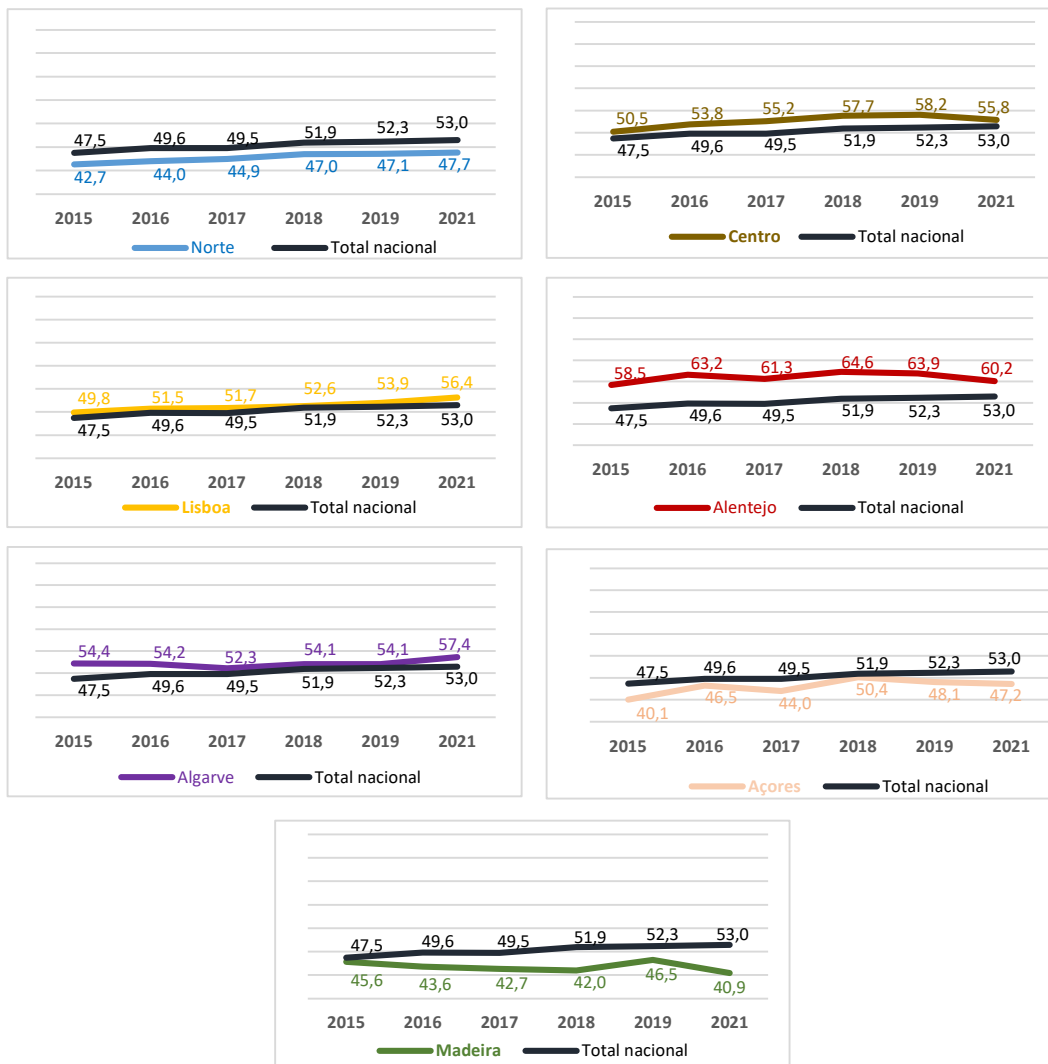 47,5 49,6 49,5 51,9 52,3 53,0
42,7 44,0 44,9 47,0 47,1 47,7
2015 2016 2017 2018 2019 2021
Norte Total nacional
50,5 53,8 55,2 57,7 58,2 55,8
47,5 49,6 49,5 51,9 52,3 53,0
2015 2016 2017 2018 2019 2021
Centro Total nacional
49,8 51,5 51,7 52,6 53,9 56,4
47,5 49,6 49,5 51,9 52,3 53,0
2015 2016 2017 2018 2019 2021
Lisboa Total nacional
58,5 63,2 61,3 64,6 63,9 60,2
47,5 49,6 49,5 51,9 52,3 53,0
2015 2016 2017 2018 2019 2021
Alentejo Total nacional
54,4 54,2 52,3 54,1 54,1 57,4
47,5 49,6 49,5 51,9 52,3 53,0
2015 2016 2017 2018 2019 2021
Algarve Total nacional
47,5 49,6 49,5 51,9 52,3 53,0
40,1 46,5 44,0 50,4 48,1 47,2
2015 2016 2017 2018 2019 2021
Açores Total nacional
47,5 49,6 49,5 51,9 52,3 53,0
45,6 43,6 42,7 42,0 46,5 40,9
2015 2016 2017 2018 2019 2021
Madeira Total nacional